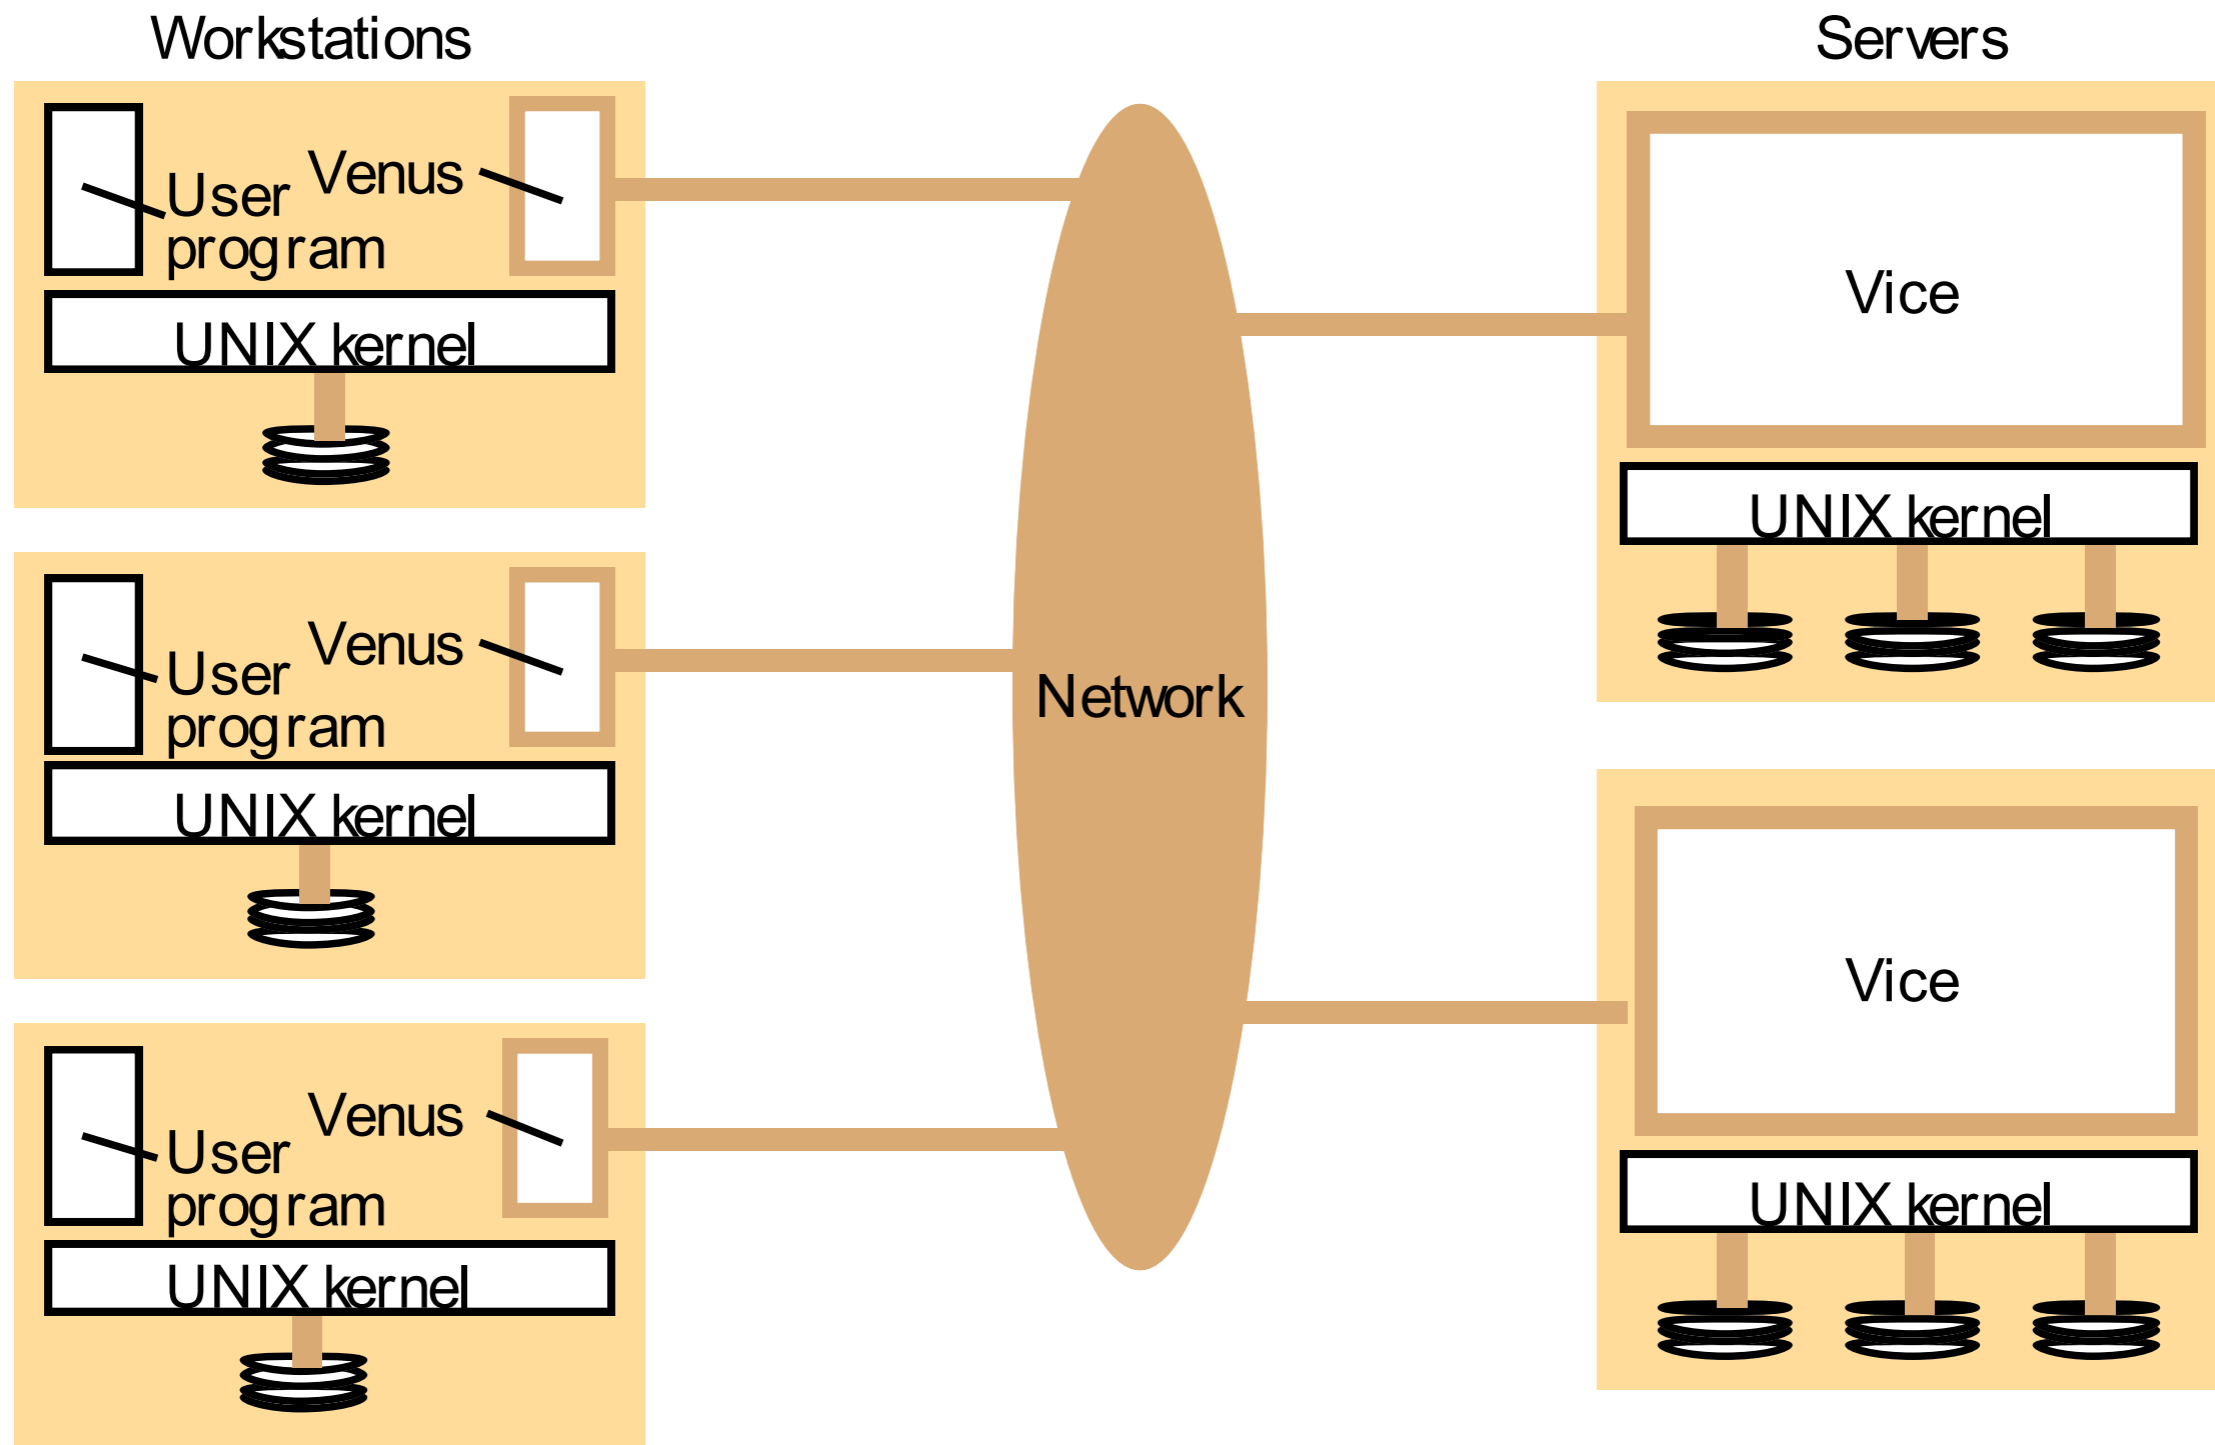 Workstations
Servers
User
program
Venus
UNIX kernel
Vice
UNIX kernel
User
program
Venus
UNIX kernel
Network
Vice
UNIX kernel
User
program
Venus
UNIX kernel